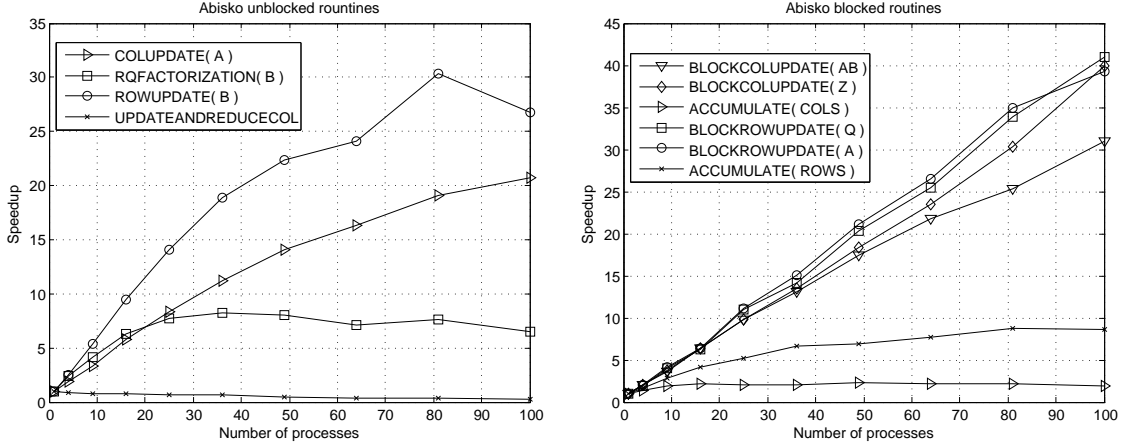 Abisko unblocked rountines
35
30
25
20
15
10
5
0
Speedup
COLUPDATE( A )
RQFACTORIZATION( B )
ROWUPDATE( B )
UPDATEANDREDUCECOL
0 10 20 30 40 50 60 70 80 90 100
Number of processes
Abisko blocked routines
45
40
35
30
25
20
15
10
5
0
Speedup
BLOCKCOLUPDATE( AB )
BLOCKCOLUPDATE( Z )
ACCUMULATE( COLS )
BLOCKROWUPDATE( Q )
BLOCKROWUPDATE( A )
ACCUMULATE( ROWS )
0 10 20 30 40 50 60 70 80 90 100
Number of processes